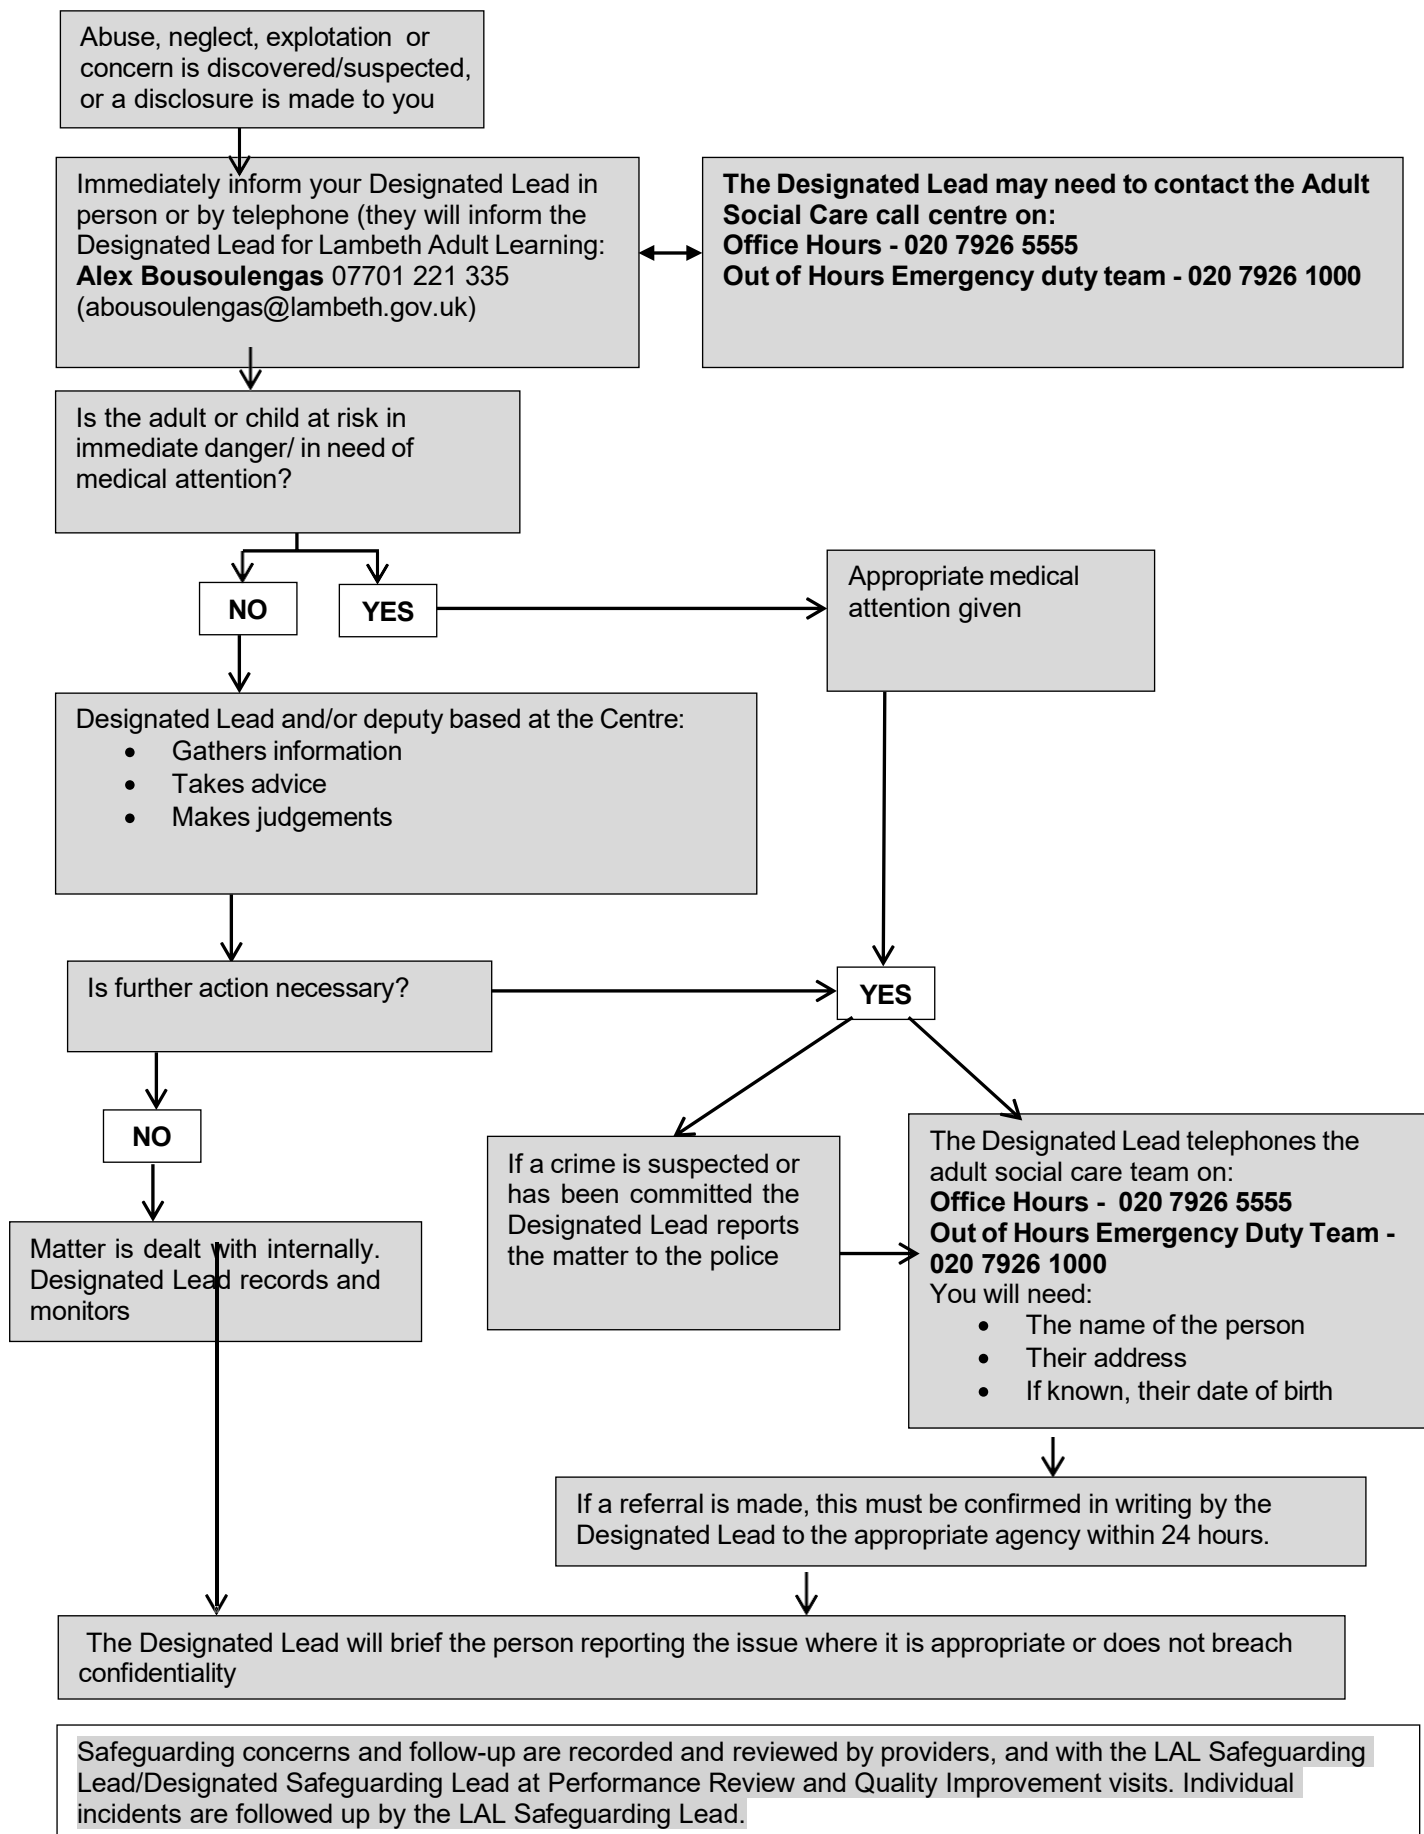 Abuse, neglect, explotation or
concern is discovered/suspected,
or a disclosure is made to you
Immediately inform your Designated Lead in
person or by telephone (they will inform the
Designated Lead for Lambeth Adult Learning:
Alex Bousoulengas 07701 221 335
(abousoulengas@lambeth.gov.uk)
The Designated Lead may need to contact the Adult
Social Care call centre on:
Office Hours - 020 7926 5555
Out of Hours Emergency duty team - 020 7926 1000
Is the adult or child at risk in
immediate danger/ in need of
medical attention?
NO
YES
Appropriate medical
attention given
Designated Lead and/or deputy based at the Centre:
• Gathers information
• Takes advice
• Makes judgements
Is further action necessary?
YES
NO
If a crime is suspected or
has been committed the
Designated Lead reports
the matter to the police
The Designated Lead telephones the
adult social care team on:
Office Hours - 020 7926 5555
Out of Hours Emergency Duty Team -
020 7926 1000
You will need:
• The name of the person
• Their address
• If known, their date of birth
Matter is dealt with internally.
Designated Lead records and
monitors
If a referral is made, this must be confirmed in writing by the
Designated Lead to the appropriate agency within 24 hours.
The Designated Lead will brief the person reporting the issue where it is appropriate or does not breach
confidentiality
Safeguarding concerns and follow-up are recorded and reviewed by providers, and with the LAL Safeguarding
Lead/Designated Safeguarding Lead at Performance Review and Quality Improvement visits. Individual
incidents are followed up by the LAL Safeguarding Lead.